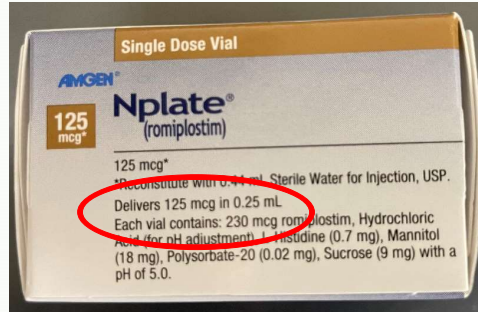 Single Dose Vial
AMGEN®
125
mcg*
Nplate®
(romiplostim)
125 mcg*
*Reconstitute with 0.44 mL Sterile Water for Injection, USP.
Delivers 125 mcg in 0.25 mL
Each vial contains: 230 mcg romiplostim, Hydrochloric
Acid (for pH adjustment), L-Histidine (0.7 mg), Mannitol
(18 mg), Polysorbate-20 (0.02 mg), Sucrose (9 mg) with a
pH of 5.0.